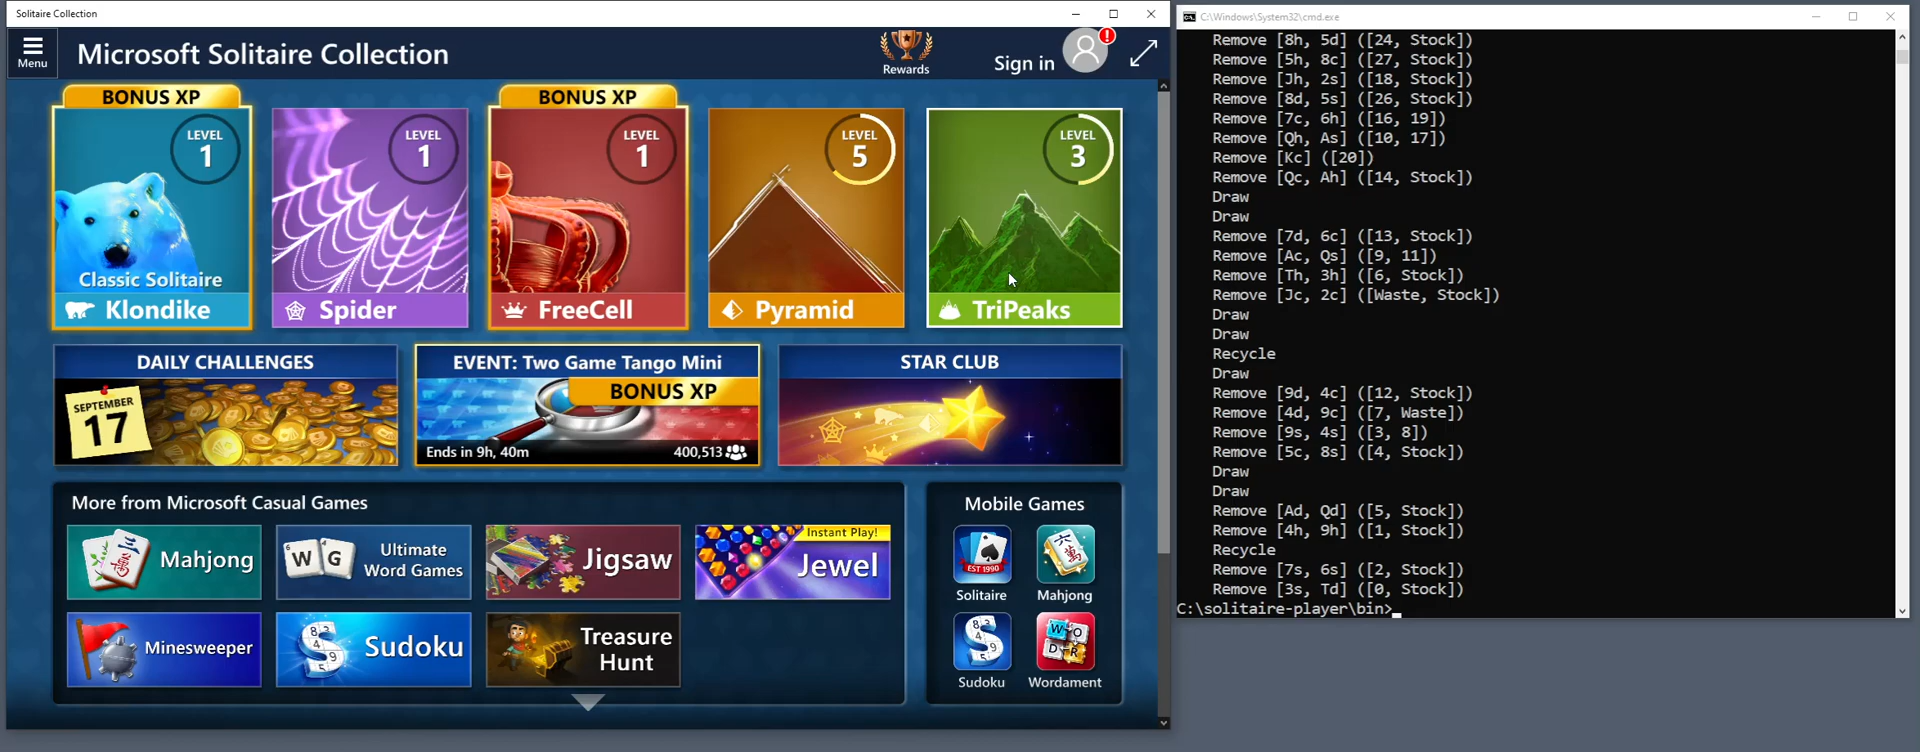 Solitaire Collection
Menu
Microsoft Solitaire Collection
Rewards
Sign in
!
BONUS XP
LEVEL
1
Classic Solitaire
Klondike
LEVEL
1
Spider
BONUS XP
LEVEL
1
FreeCell
LEVEL
5
Pyramid
LEVEL
3
TriPeaks
DAILY CHALLENGES
SEPTEMBER
17
EVENT: Two Game Tango Mini
BONUS XP
Ends in 9h, 40m
400,513
STAR CLUB
More from Microsoft Casual Games
Mahjong
W G
Ultimate
Word Games
Jigsaw
Instant Play!
Jewel
Minesweeper
Sudoku
Treasure
Hunt
Mobile Games
EST 1990
Solitaire
Mahjong
Sudoku
WORD
Wordament
C:\Windows\System32\cmd.exe
Remove [8h, 5d] ([24, Stock])
Remove [5h, 8c] ([27, Stock])
Remove [Jh, 2s] ([18, Stock])
Remove [8d, 5s] ([26, Stock])
Remove [7c, 6h] ([16, 19])
Remove [Qh, As] ([10, 17])
Remove [Kc] ([20])
Remove [Qc, Ah] ([14, Stock])
Draw
Draw
Remove [7d, 6c] ([13, Stock])
Remove [Ac, Qs] ([9, 11])
Remove [Th, 3h] ([6, Stock])
Remove [Jc, 2c] ([Waste, Stock])
Draw
Draw
Recycle
Draw
Remove [9d, 4c] ([12, Stock])
Remove [4d, 9c] ([7, Waste])
Remove [9s, 4s] ([3, 8])
Remove [5c, 8s] ([4, Stock])
Draw
Draw
Remove [Ad, Qd] ([5, Stock])
Remove [4h, 9h] ([1, Stock])
Recycle
Remove [7s, 6s] ([2, Stock])
Remove [3s, Td] ([0, Stock])
C:\solitaire-player\bin>